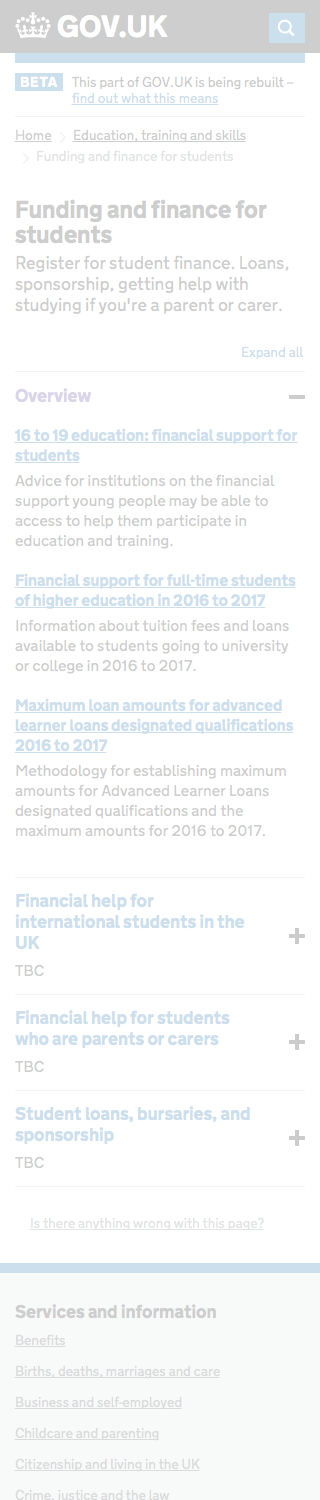 GOV.UK
BETA
This part of GOV.UK is being rebuilt –
find out what this means
Home
Education, training and skills
Funding and finance for students
Funding and finance for
students
Register for student finance. Loans,
sponsorship, getting help with
studying if you're a parent or carer.
Expand all
Overview
16 to 19 education: financial support for
students
Advice for institutions on the financial
support young people may be able to
access to help them participate in
education and training.
Financial support for full-time students
of higher education in 2016 to 2017
Information about tuition fees and loans
available to students going to university
or college in 2016 to 2017.
Maximum loan amounts for advanced
learner loans designated qualifications
2016 to 2017
Methodology for establishing maximum
amounts for Advanced Learner Loans
designated qualifications and the
maximum amounts for 2016 to 2017.
Financial help for
international students in the
UK
TBC
Financial help for students
who are parents or carers
TBC
Student loans, bursaries, and
sponsorship
TBC
Is there anything wrong with this page?
Services and information
Benefits
Births, deaths, marriages and care
Business and self-employed
Childcare and parenting
Citizenship and living in the UK
Crime, justice and the law